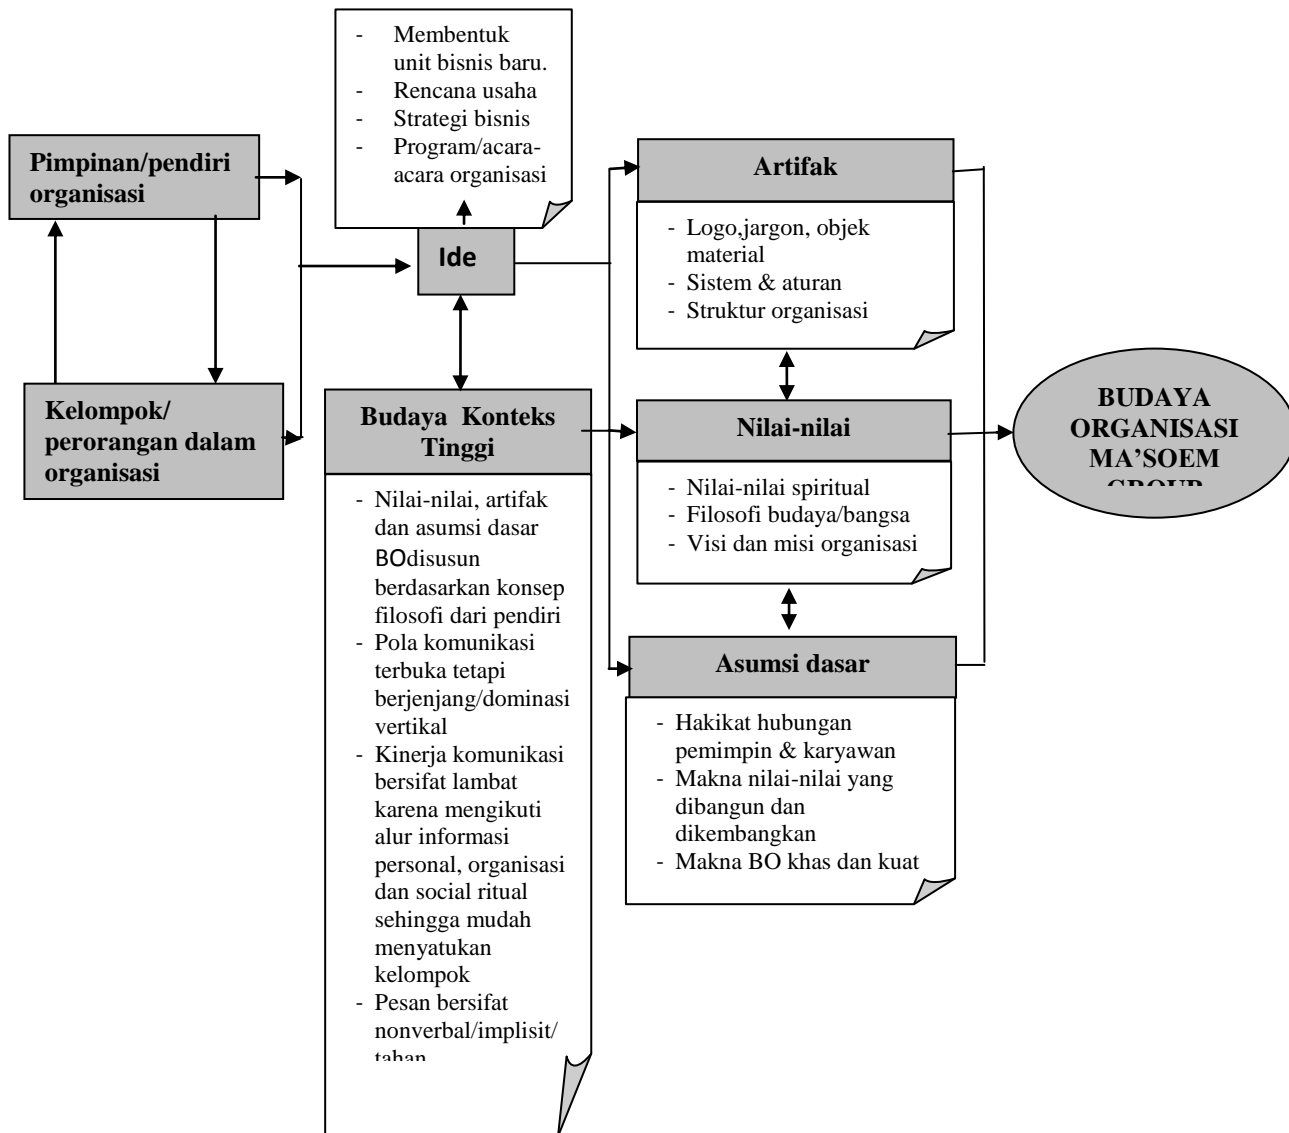 - Membentuk
unit bisnis baru.
- Rencana usaha
- Strategi bisnis
- Program/acara-
acara organisasi
Pimpinan/pendiri
organisasi
Kelompok/
perorangan dalam
organisasi
Ide
Budaya Konteks
Tinggi
- Nilai-nilai, artifak
dan asumsi dasar
BOdisusun
berdasarkan konsep
filosofi dari pendiri
- Pola komunikasi
terbuka tetapi
berjenjang/dominasi
vertikal
- Kinerja komunikasi
bersifat lambat
karena mengikuti
alur informasi
personal, organisasi
dan social ritual
sehingga mudah
menyatukan
kelompok
- Pesan bersifat
nonverbal/implisit/
tahan
Artifak
- Logo,jargon, objek
material
- Sistem & aturan
- Struktur organisasi
Nilai-nilai
- Nilai-nilai spiritual
- Filosofi budaya/bangsa
- Visi dan misi organisasi
Asumsi dasar
- Hakikat hubungan
pemimpin & karyawan
- Makna nilai-nilai yang
dibangun dan
dikembangkan
- Makna BO khas dan kuat
BUDAYA
ORGANISASI
MA’SOEM
GROUP